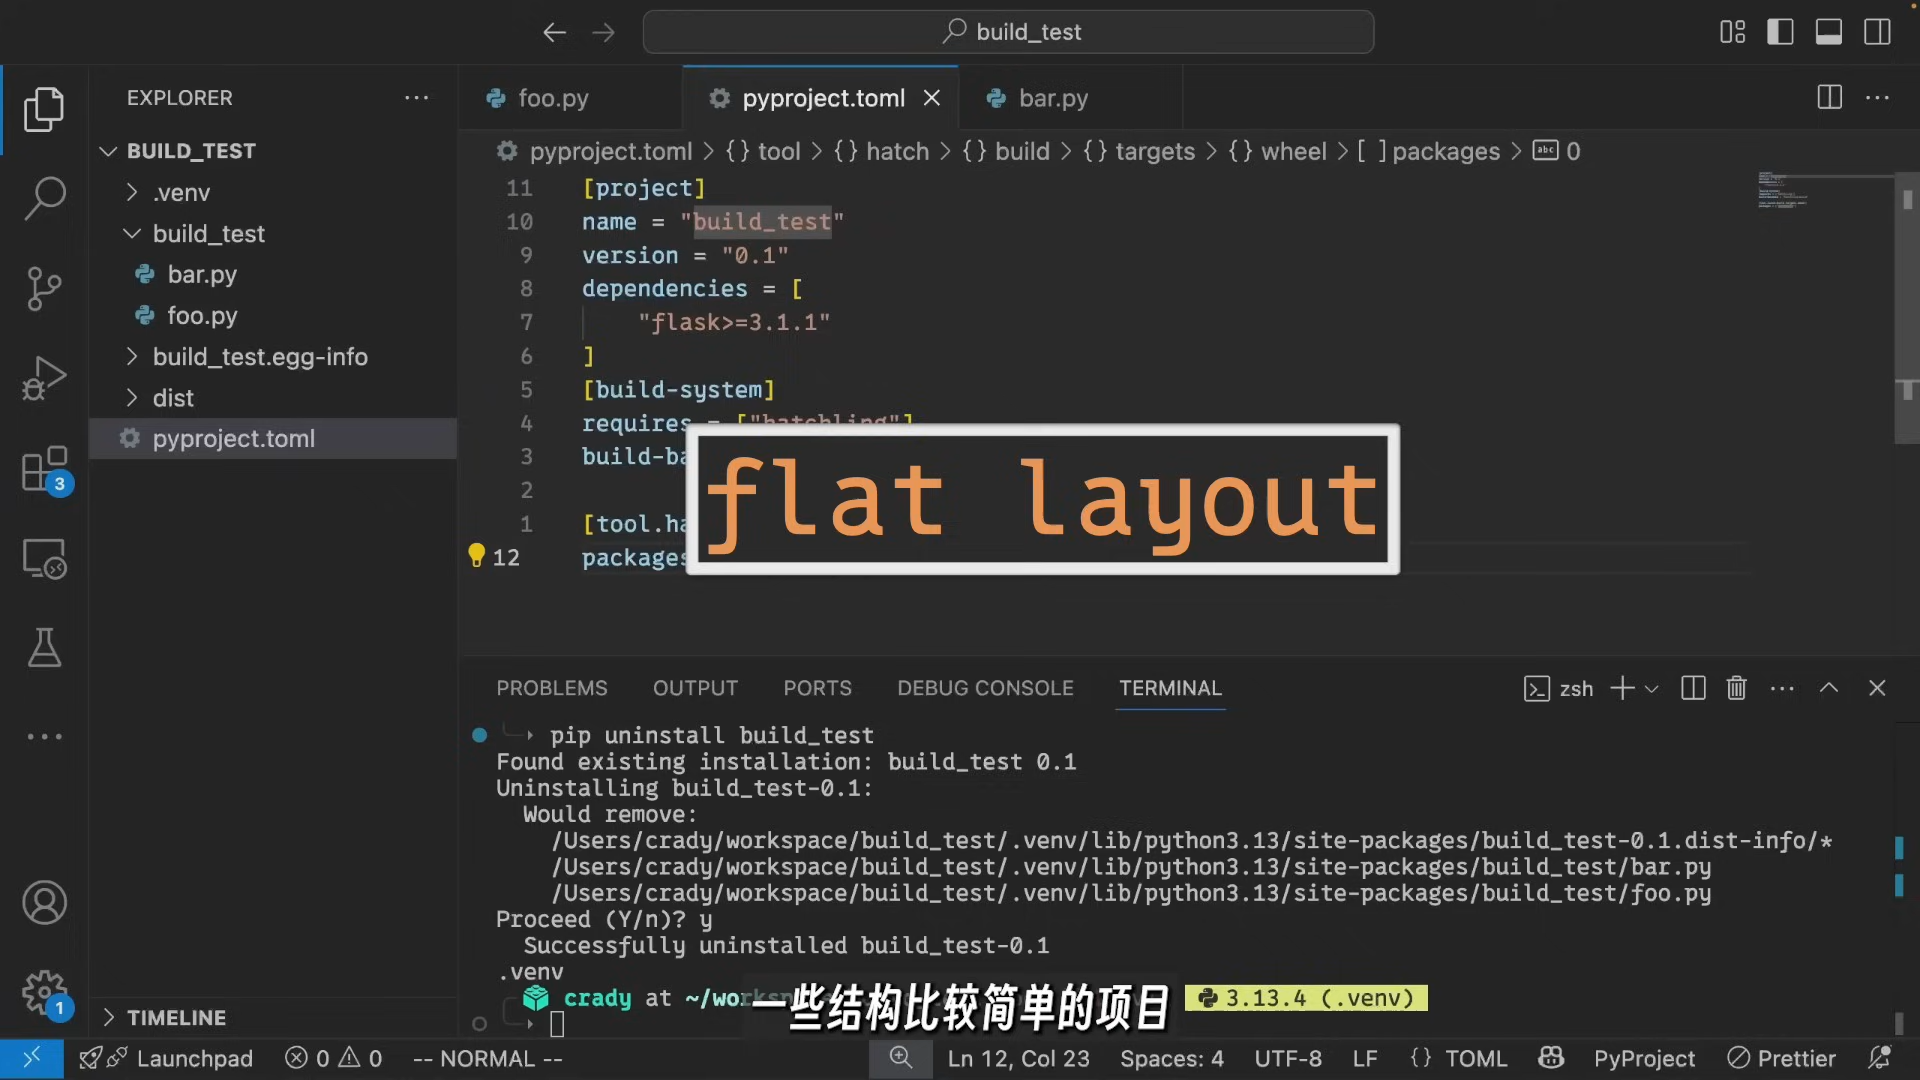 build_test
EXPLORER
BUILD_TEST
.venv
build_test
bar.py
foo.py
build_test.egg-info
dist
pyproject.toml
TIMELINE
foo.py
pyproject.toml
bar.py
pyproject.toml > {} tool > {} hatch > {} build > {} targets > {} wheel > [ ] packages > abc 0
11 [project]
10 name = "build_test"
9 version = "0.1"
8 dependencies = [
7 "flask>=3.1.1"
6 ]
5 [build-system]
4 requires = ["hatchling"]
3 build-ba
2
1 [tool.ha
12 packages
flat layout
PROBLEMS OUTPUT PORTS DEBUG CONSOLE TERMINAL
zsh
pip uninstall build_test
Found existing installation: build_test 0.1
Uninstalling build_test-0.1:
Would remove:
/Users/crady/workspace/build_test/.venv/lib/python3.13/site-packages/build_test-0.1.dist-info/*
/Users/crady/workspace/build_test/.venv/lib/python3.13/site-packages/build_test/bar.py
/Users/crady/workspace/build_test/.venv/lib/python3.13/site-packages/build_test/foo.py
Proceed (Y/n)? y
Successfully uninstalled build_test-0.1
.venv
crady at ~/wo
3.13.4 (.venv)
一些结构比较简单的项目
3
1
Launchpad 0 0 -- NORMAL -- Ln 12, Col 23 Spaces: 4 UTF-8 LF {} TOML PyProject Prettier